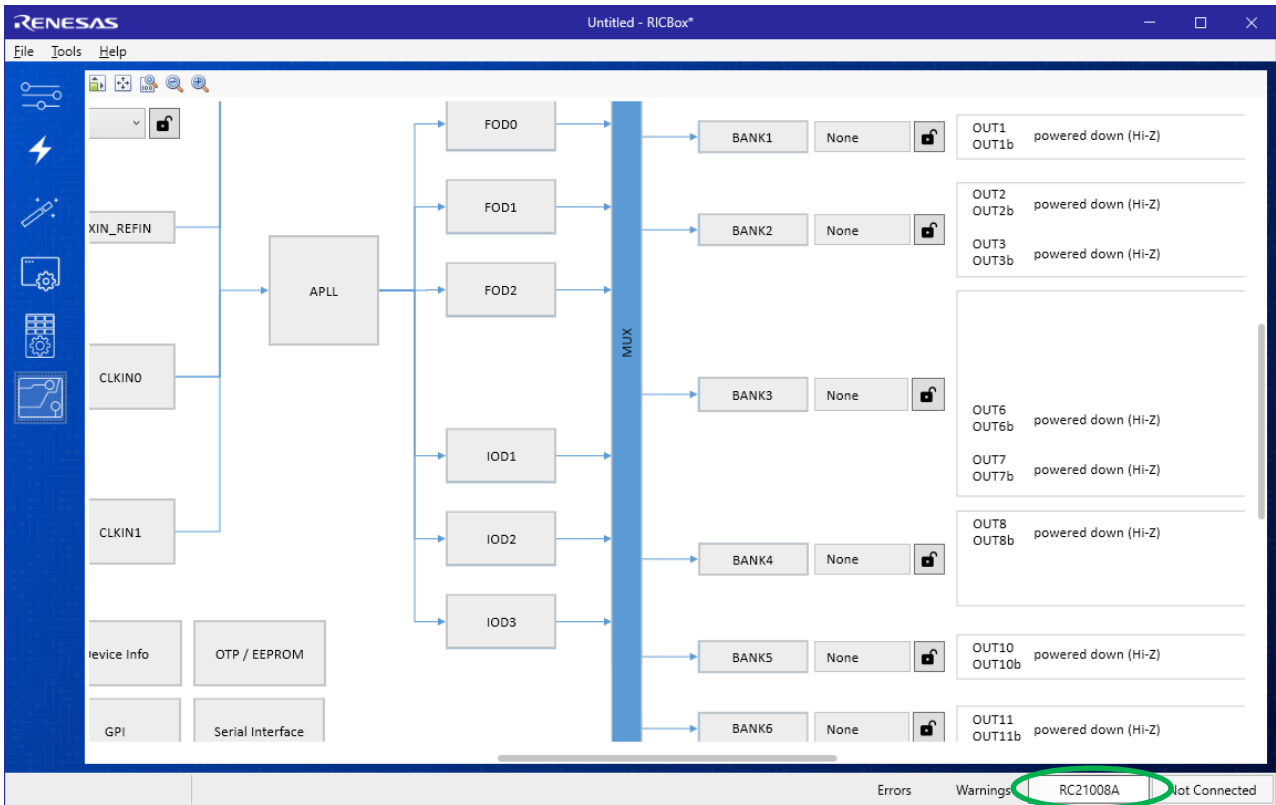 RENESAS
Untitled - RICBox*
File Tools Help
FOD0
BANK1 None
OUT1 powered down (Hi-Z)
OUT1b
FOD1
XIN_REFIN
BANK2 None
OUT2 powered down (Hi-Z)
OUT2b
OUT3 powered down (Hi-Z)
OUT3b
APLL
FOD2
MUX
CLKIN0
BANK3 None
OUT6 powered down (Hi-Z)
OUT6b
IOD1
OUT7 powered down (Hi-Z)
OUT7b
CLKIN1
IOD2
BANK4 None
OUT8 powered down (Hi-Z)
OUT8b
IOD3
Device Info OTP / EEPROM
BANK5 None
OUT10 powered down (Hi-Z)
OUT10b
GPI Serial Interface
BANK6 None
OUT11 powered down (Hi-Z)
OUT11b
Errors Warnings RC21008A Not Connected